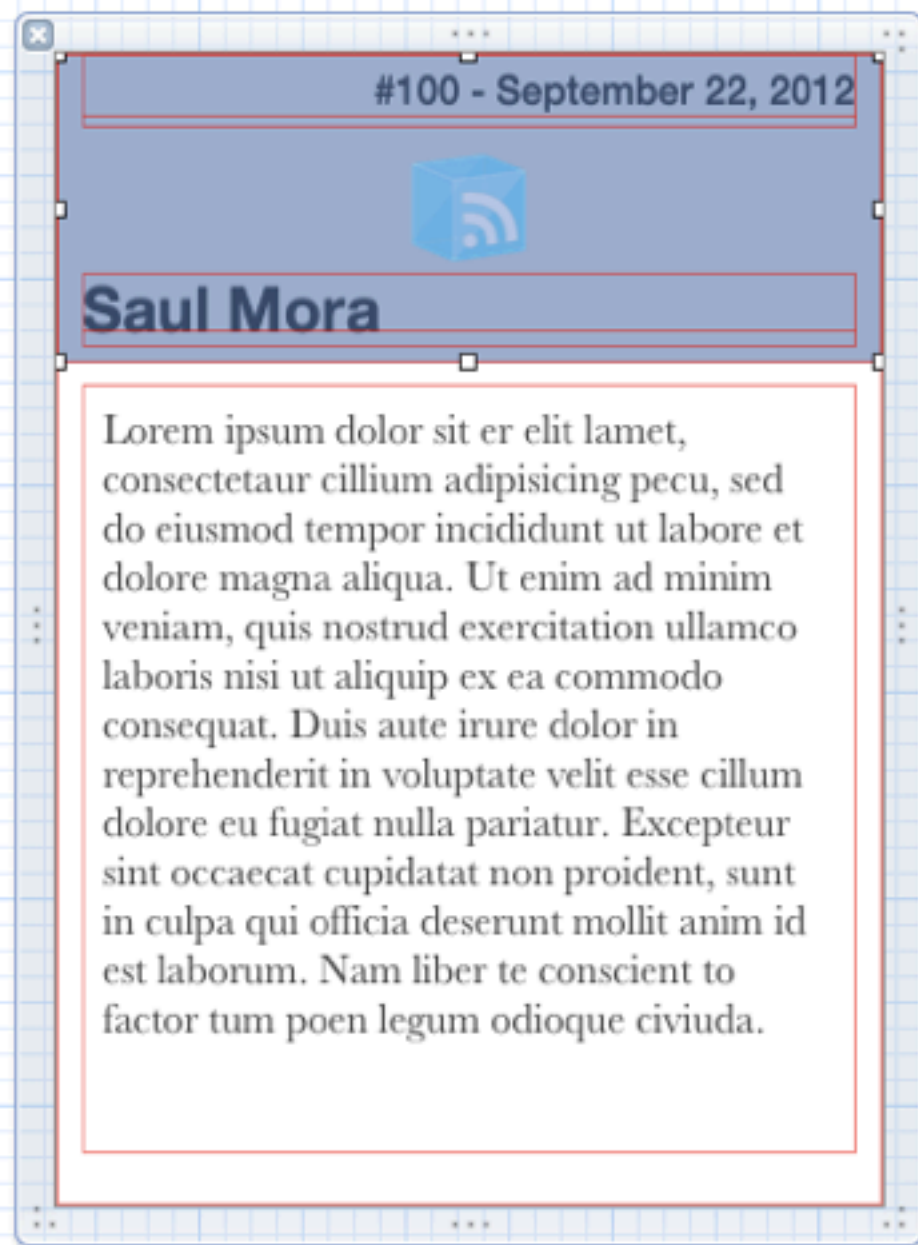 #100 - September 22, 2012
Saul Mora
Lorem ipsum dolor sit er elit lamet,
consectetaur cillium adipisicing pecu, sed
do eiusmod tempor incididunt ut labore et
dolore magna aliqua. Ut enim ad minim
veniam, quis nostrud exercitation ullamco
laboris nisi ut aliquip ex ea commodo
consequat. Duis aute irure dolor in
reprehenderit in voluptate velit esse cillum
dolore eu fugiat nulla pariatur. Excepteur
sint occaecat cupidatat non proident, sunt
in culpa qui officia deserunt mollit anim id
est laborum. Nam liber te conscient to
factor tum poen legum odioque civiuda.